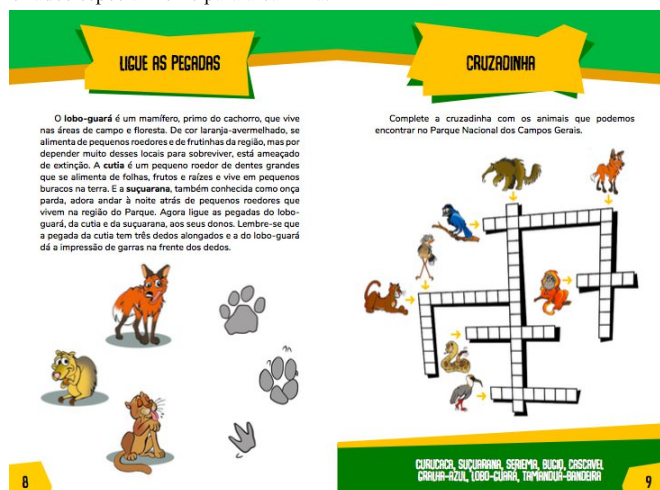 LIGUE AS PEGADAS
O lobo-guará é um mamífero, primo do cachorro, que vive
nas áreas de campo e floresta. De cor laranja-avermelhado, se
alimenta de pequenos roedores e de frutinhas da região, mas por
depender muito desses locais para sobreviver, está ameaçado
de extinção. A cutia é um pequeno roedor de dentes grandes
que se alimenta de folhas, frutos e raízes e vive em pequenos
buracos na terra. E a suçuarana, também conhecida como onça
parda, adora andar à noite atrás de pequenos roedores que
vivem na região do Parque. Agora ligue as pegadas do lobo-
guará, da cutia e da suçuarana, aos seus donos. Lembre-se que
a pegada da cutia tem três dedos alongados e a do lobo-guará
dá a impressão de garras na frente dos dedos.
8
CRUZADINHA
Complete a cruzadinha com os animais que podemos
encontrar no Parque Nacional dos Campos Gerais.
CURUCACA, SUÇUARANA, SERIEMA, BUGIO, CASCAVEL
GRALHA-AZUL, LOBO-GUARÁ, TAMANDUÁ-BANDEIRA
9